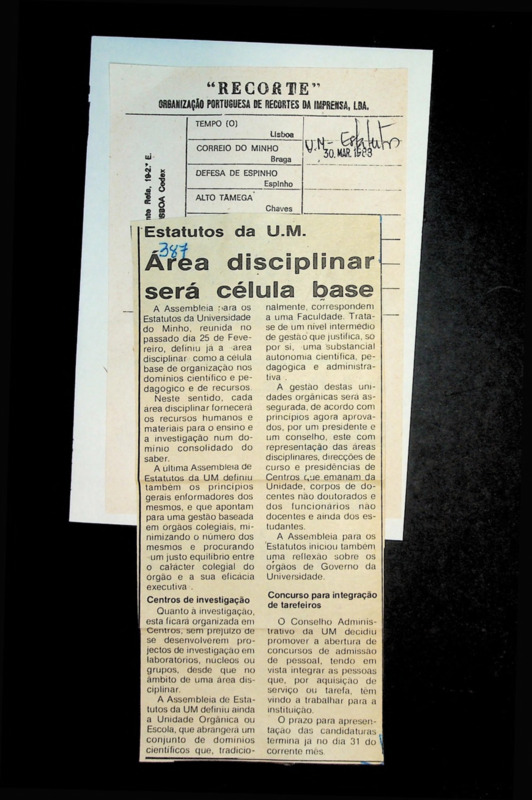 "RECORTE"
ORGANIZAÇÃO PORTUGUESA DE RECORTES DA IMPRENSA, LDA.
TEMPO (O)
Lisboa
CORREIO DO MINHO
Braga
DEFESA DE ESPINHO
Espinho
ALTO TÂMEGA
Chaves
19-2.º E.
LISBOA Codex
U.M- Estatutos
30. MAR. 1988
Estatutos da U.M.
387
Área disciplinar
será célula base
A Assembleia para os
Estatutos da Universidade
do Minho, reunida no
passado dia 25 de Feve-
reiro, definiu já a área
disciplinar como a celula
base de organização nos
domínios científico e pe-
dagogico e de recursos.
Neste sentido, cada
área disciplinar fornecerá
os recursos humanos e
materiais para o ensino e
a investigação num do-
mínio consolidado do
saber.
A última Assembleia de
Estatutos da UM definiu
também os princípios
gerais enformadores dos
mesmos, e que apontam
para uma gestão baseada
em orgãos colegiais, mi-
nimizando o número dos
mesmos e procurando
um justo equilíbrio entre
o calácter colegial do
órgão e a sua eficácia
executiva.
Centros de investigação
Quanto à investigação,
esta ficará organizada em
Centros, sem prejuízo de
se desenvolverem pro-
jectos de investigação em
laboratorios, nucleos ou
grupos, desde que no
âmbito de uma área dis-
ciplinar.
A Assembleia de Esta-
tutos da UM definiu ainda
a Unidade Orgânica ou
Escola, que abrangerá um
conjunto de domínios
científicos que, tradicio-
nalmente, correspondem
a uma Faculdade. Trata-
se de um nível intermédio
de gestão que justifica, so
por si, uma substancial
autonomia científica, pe-
dagógica e administra-
tiva.
A gestão destas uni-
dades orgânicas será as-
segurada, de acordo com
princípios agora aprova-
dos, por um presidente e
um conselho, este com
representação das áreas
disciplinares, direcções de
curso e presidências de
Centros que emanam da
Unidade, corpos de do-
centes não doutorados e
dos funcionários não
docentes e ainda dos es-
tudantes.
A Assembleia para os
Estatutos iniciou também
uma reflexão sobre os
órgãos de Governo da
Universidade.
Concurso para integração
de tarefeiros
O Conselho Adminis-
trativo da UM decidiu
promover a abertura de
concursos de admissão
de pessoal, tendo em
vista integrar as pessoas
que, por aquisição de
serviço ou tarefa, têm
vindo a trabalhar para a
instituição.
O prazo para apresen-
tação das candidaturas
termina já no dia 31 do
corrente mês.